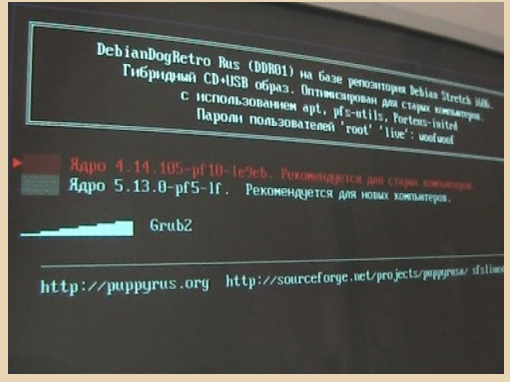 DebianDogRetro Rus (DDR01) на базе репозитория Debian Stretch i686.
Гибридный CD+USB образ. Оптимизирован для старых компьютеров.
с использованием apt, pfs-utils, Porteus-initrd
Пароли пользователей 'root' 'live': woofwoof
Ядро 4.14.105-pf10-le9eb. Рекомендуется для старых компьютеров.
Ядро 5.13.0-pf5-lf. Рекомендуется для новых компьютеров.
Grub2
http://puppyrus.org http://sourceforge.net/projects/puppyrusa/